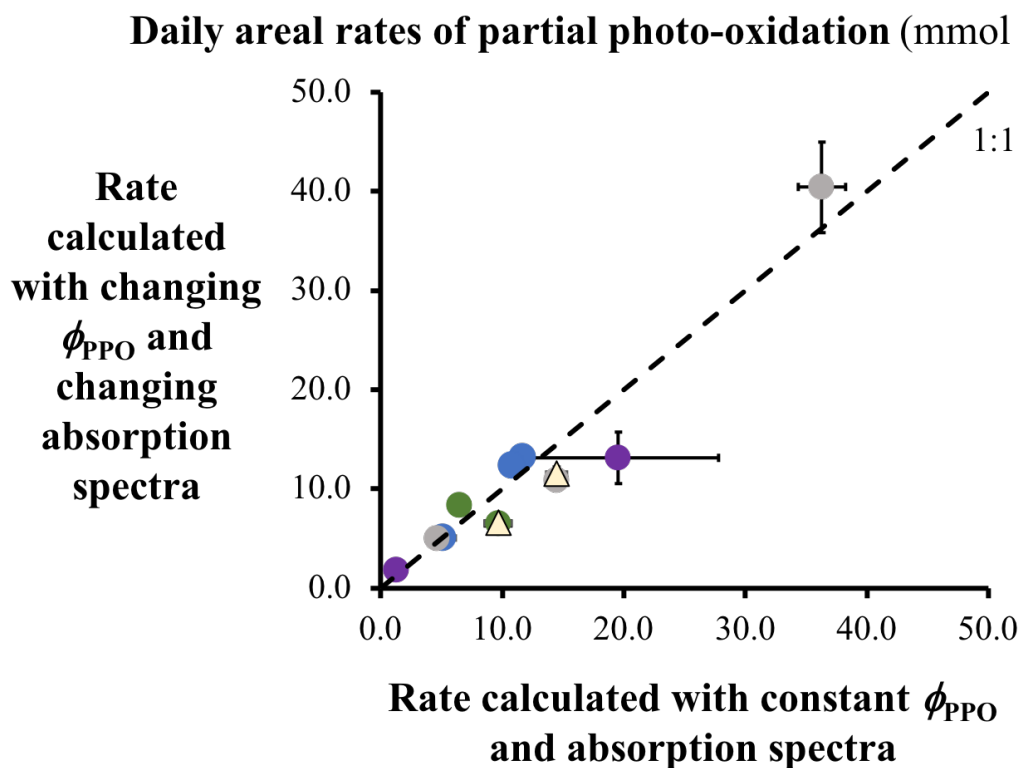 Daily areal rates of partial photo-oxidation (mmol
50.0
1:1
40.0
30.0
20.0
10.0
0.0
Rate
calculated
with changing
ϕPPO and
changing
absorption
spectra
0.0 10.0 20.0 30.0 40.0 50.0
Rate calculated with constant ϕPPO
and absorption spectra